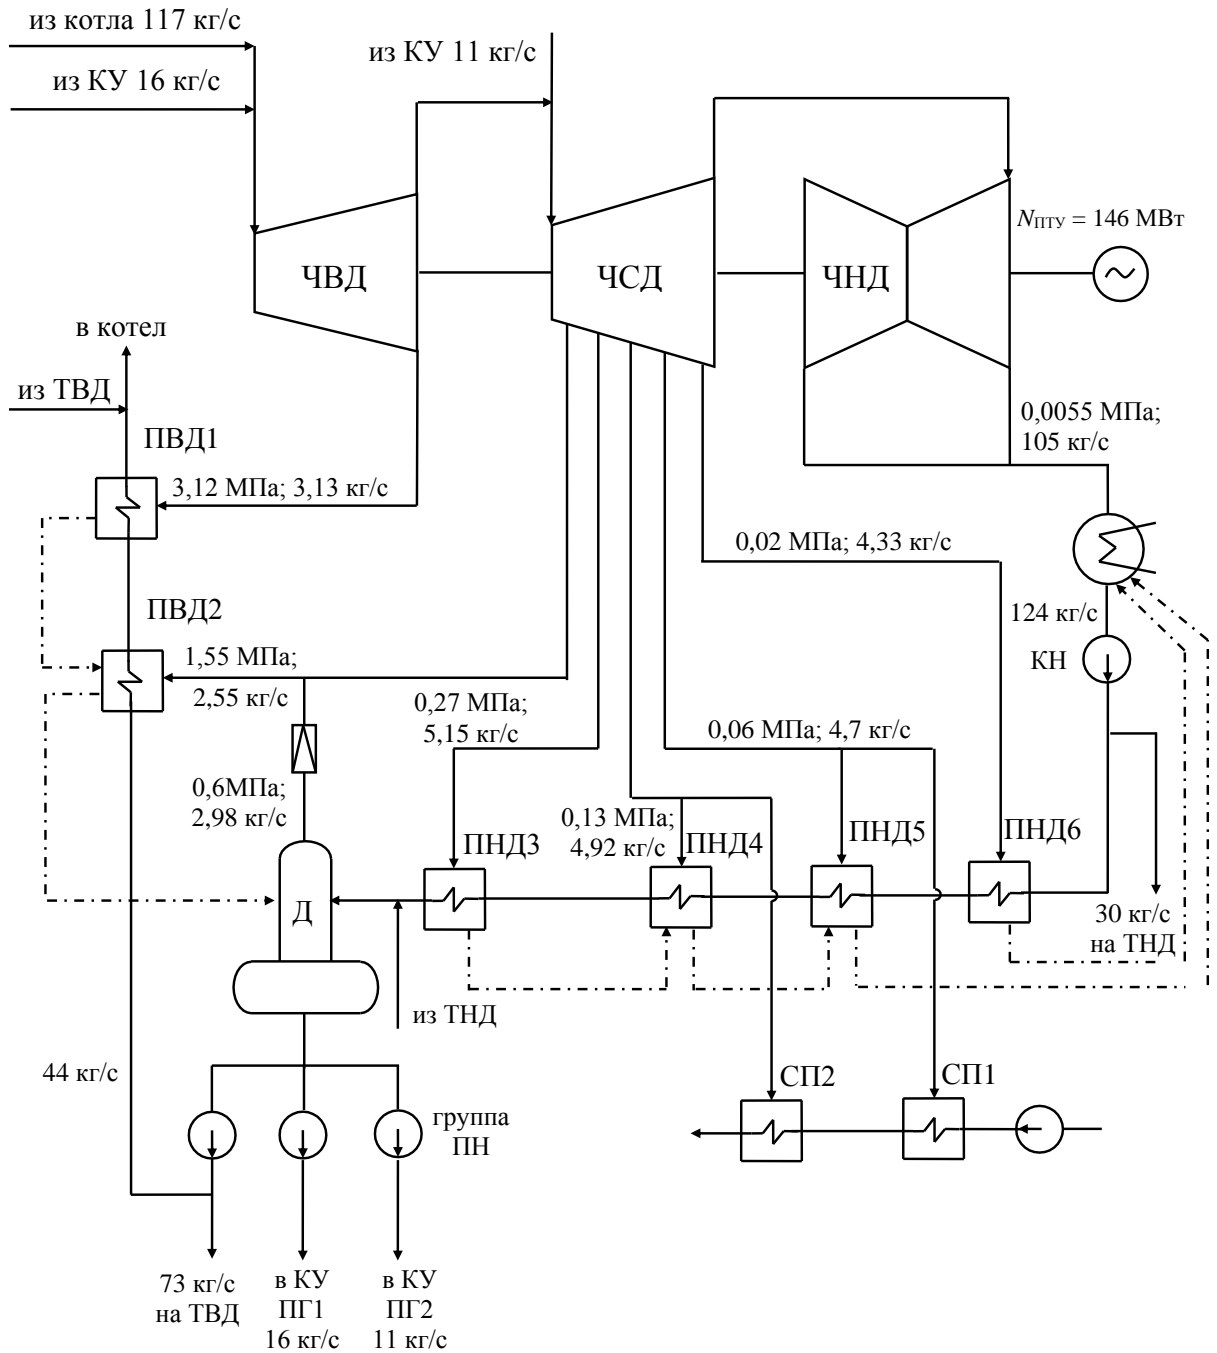 из котла 117 кг/с
из КУ 16 кг/с
из КУ 11 кг/с
NПТУ = 146 МВт
ЧВД
ЧСД
ЧНД
в котел
из ТВД
ПВД1
3,12 МПа; 3,13 кг/с
0,0055 МПа;
105 кг/с
0,02 МПа; 4,33 кг/с
ПВД2
124 кг/с
КН
1,55 МПа;
2,55 кг/с
0,27 МПа;
5,15 кг/с
0,06 МПа; 4,7 кг/с
0,6МПа;
2,98 кг/с
ПНД3
0,13 МПа;
4,92 кг/с
ПНД4
ПНД5
ПНД6
Д
30 кг/с
на ТНД
из ТНД
44 кг/с
СП2
СП1
группа
ПН
73 кг/с
на ТВД
в КУ
ПГ1
16 кг/с
в КУ
ПГ2
11 кг/с